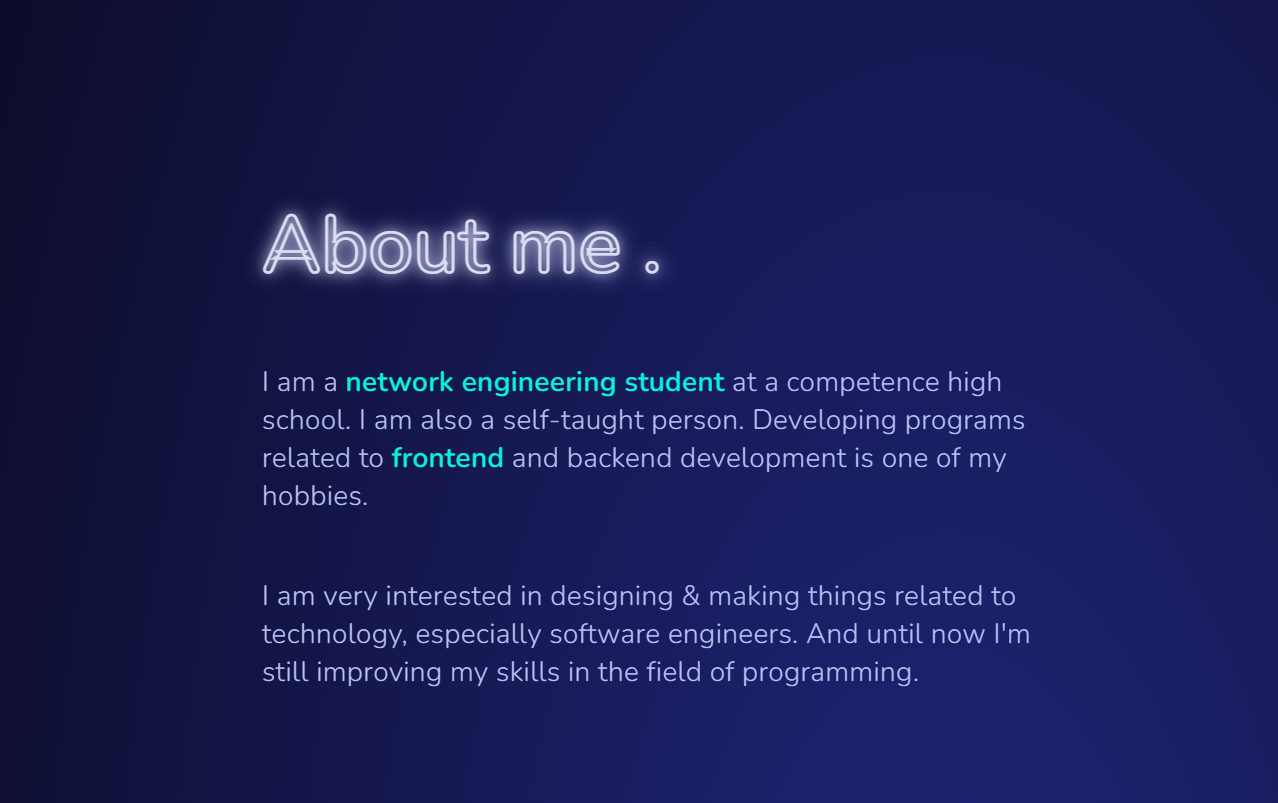 About me .
I am a network engineering student at a competence high
school. I am also a self-taught person. Developing programs
related to frontend and backend development is one of my
hobbies.
I am very interested in designing & making things related to
technology, especially software engineers. And until now I'm
still improving my skills in the field of programming.